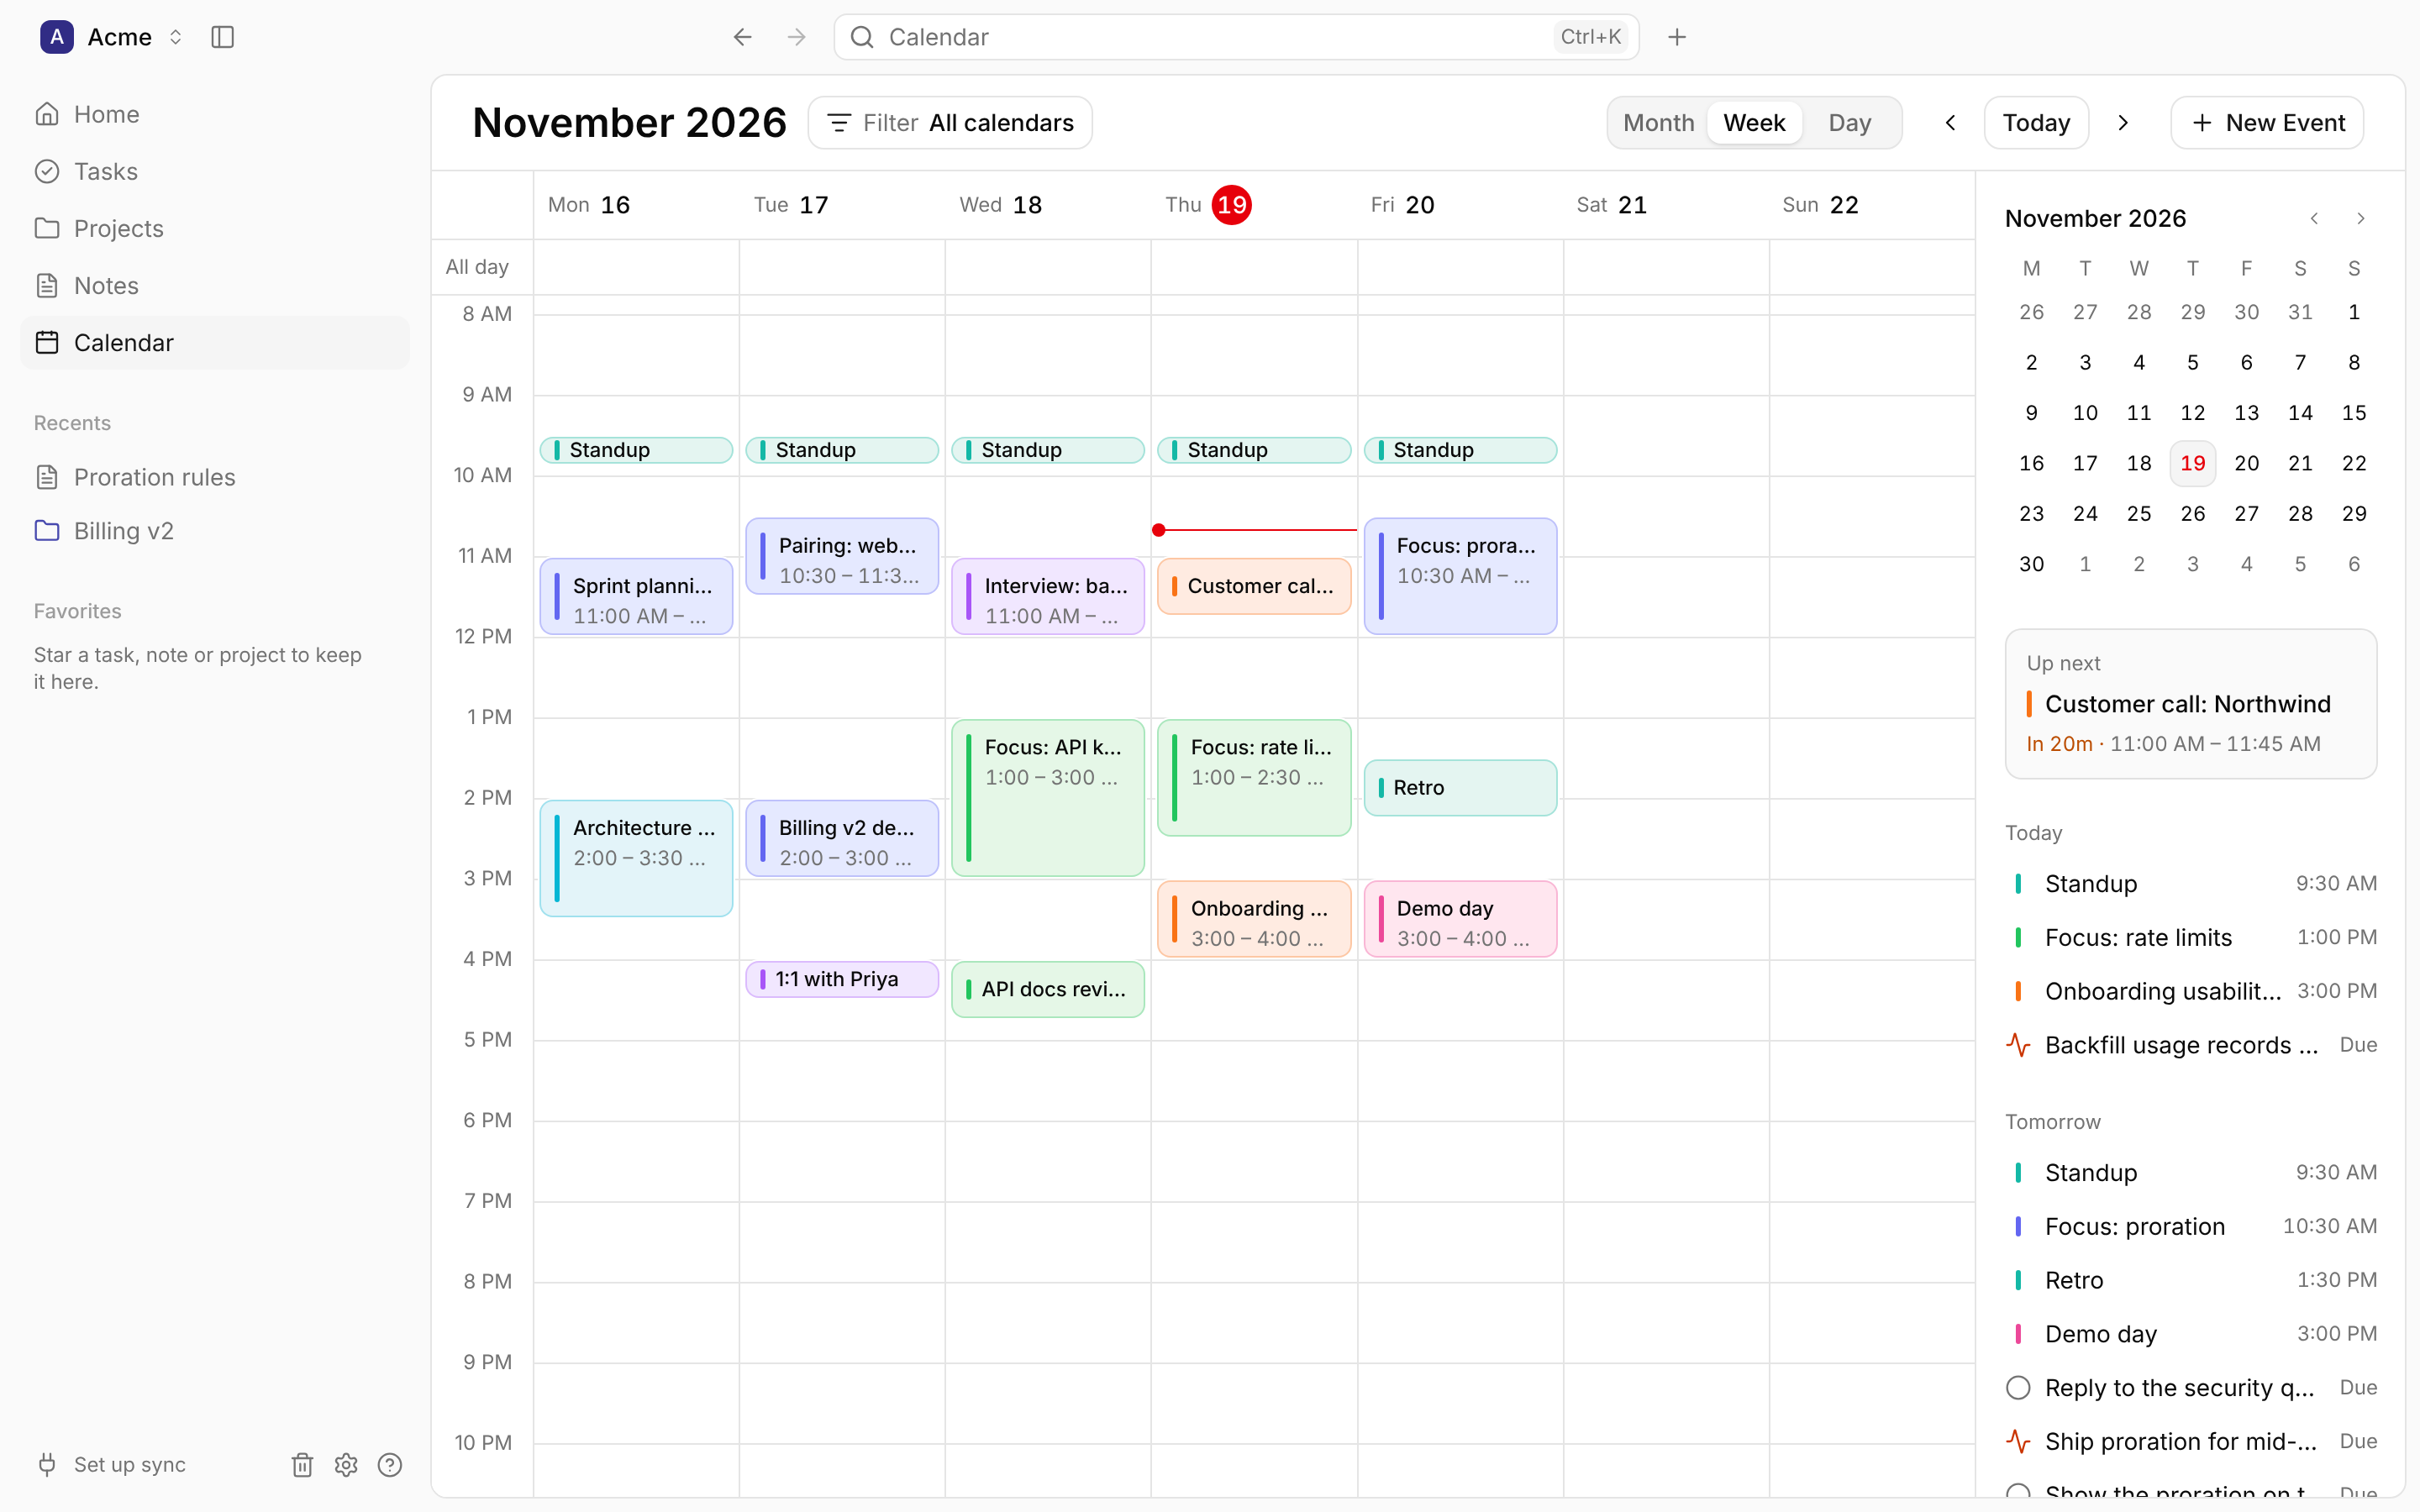 A Acme
Calendar Ctrl+K
Home
Tasks
Projects
Notes
Calendar
Recents
Proration rules
Billing v2
Favorites
Star a task, note or project to keep
it here.
Set up sync
November 2026
Filter All calendars
Month Week Day
Today
New Event
Mon 16
Tue 17
Wed 18
Thu 19
Fri 20
Sat 21
Sun 22
All day
8 AM
9 AM
10 AM
11 AM
12 PM
1 PM
2 PM
3 PM
4 PM
5 PM
6 PM
7 PM
8 PM
9 PM
10 PM
Standup
Sprint planni...
11:00 AM – ...
Architecture ...
2:00 – 3:30 ...
Standup
Pairing: web...
10:30 – 11:3...
Billing v2 de...
2:00 – 3:00 ...
1:1 with Priya
Standup
Interview: ba...
11:00 AM – ...
Focus: API k...
1:00 – 3:00 ...
API docs revi...
Standup
Customer cal...
Focus: rate li...
1:00 – 2:30 ...
Onboarding ...
3:00 – 4:00 ...
Standup
Focus: prora...
10:30 AM – ...
Retro
Demo day
3:00 – 4:00 ...
November 2026
M T W T F S S
26 27 28 29 30 31 1
2 3 4 5 6 7 8
9 10 11 12 13 14 15
16 17 18 19 20 21 22
23 24 25 26 27 28 29
30 1 2 3 4 5 6
Up next
Customer call: Northwind
In 20m · 11:00 AM – 11:45 AM
Today
Standup 9:30 AM
Focus: rate limits 1:00 PM
Onboarding usabilit... 3:00 PM
Backfill usage records ... Due
Tomorrow
Standup 9:30 AM
Focus: proration 10:30 AM
Retro 1:30 PM
Demo day 3:00 PM
Reply to the security q... Due
Ship proration for mid-... Due
Show the proration on t... Due